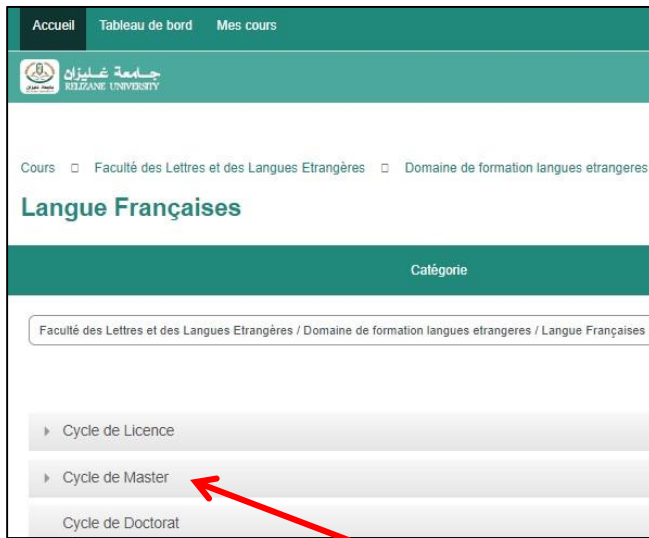 Accueil Tableau de bord Mes cours
جامعة غليزان
RELIZANE UNIVERSITY
Cours Faculté des Lettres et des Langues Etrangères Domaine de formation langues etrangeres
Langue Françaises
Catégorie
Faculté des Lettres et des Langues Etrangères / Domaine de formation langues etrangeres / Langue Françaises
Cycle de Licence
Cycle de Master
Cycle de Doctorat